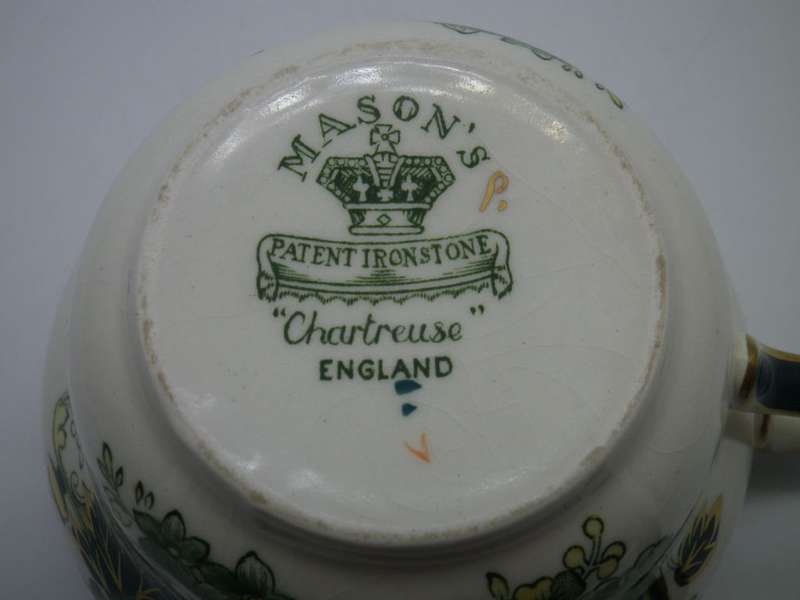 MASON'S
P.
PATENT IRONSTONE
"Chartreuse"
ENGLAND
V